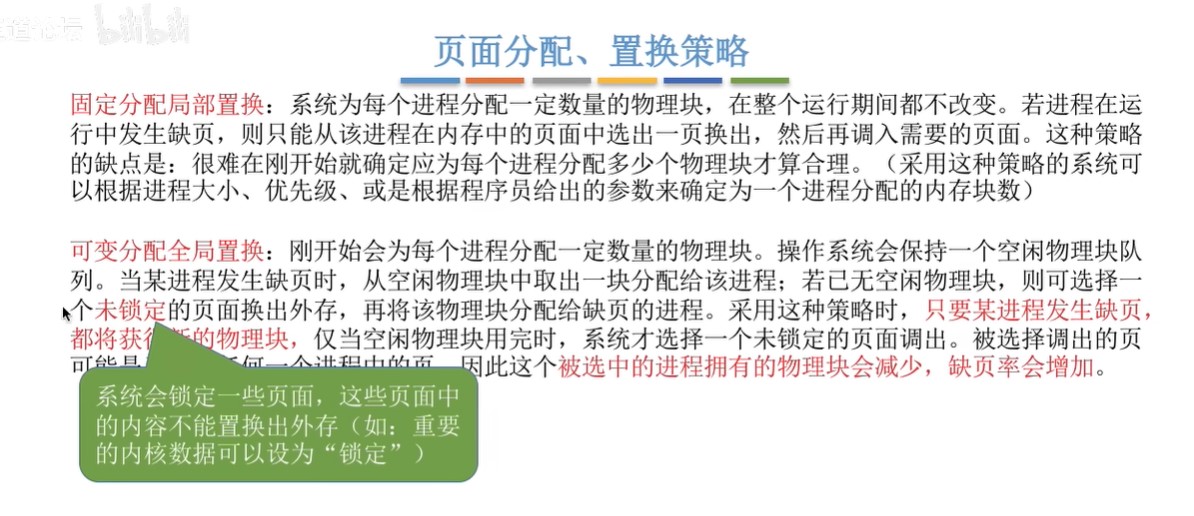 bilibili
页面分配、置换策略
固定分配局部置换：系统为每个进程分配一定数量的物理块，在整个运行期间都不改变。若进程在运
行中发生缺页，则只能从该进程在内存中的页面中选出一页换出，然后再调入需要的页面。这种策略
的缺点是：很难在刚开始就确定应为每个进程分配多少个物理块才算合理。（采用这种策略的系统可
以根据进程大小、优先级、或是根据程序员给出的参数来确定为一个进程分配的内存块数）
可变分配全局置换：刚开始会为每个进程分配一定数量的物理块。操作系统会保持一个空闲物理块队
列。当某进程发生缺页时，从空闲物理块中取出一块分配给该进程；若已无空闲物理块，则可选择一
个未锁定的页面换出外存，再将该物理块分配给缺页的进程。采用这种策略时，只要某进程发生缺页，
都将获得新的物理块，仅当空闲物理块用完时，系统才选择一个未锁定的页面调出。被选择调出的页
可能是 任何一个进程中的页，因此这个被选中的进程拥有的物理块会减少，缺页率会增加。
系统会锁定一些页面，这些页面中
的内容不能置换出外存（如：重要
的内核数据可以设为“锁定”）